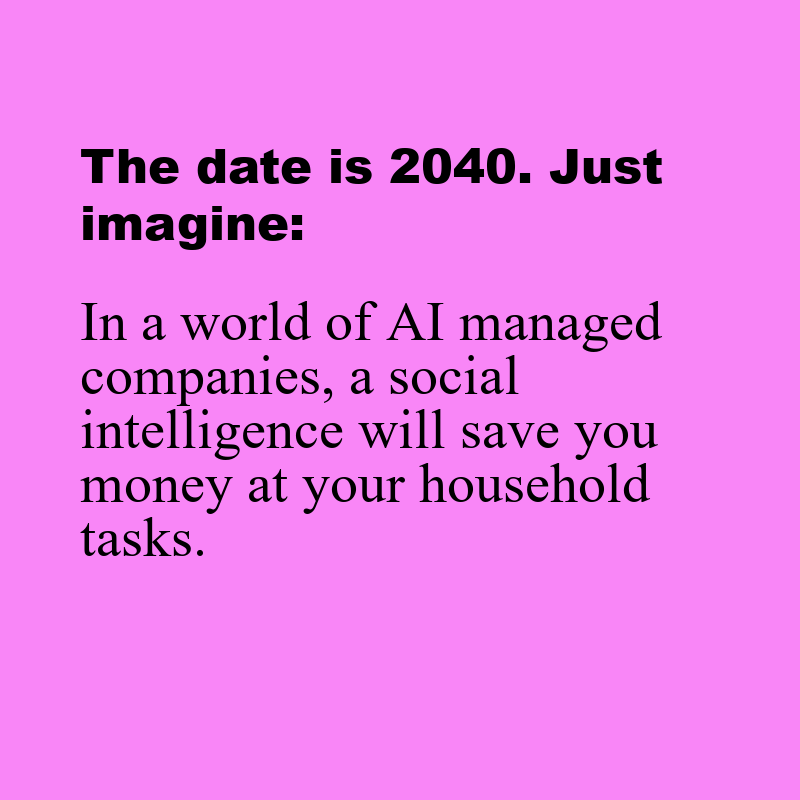 The date is 2040. Just
imagine:
In a world of AI managed
companies, a social
intelligence will save you
money at your household
tasks.